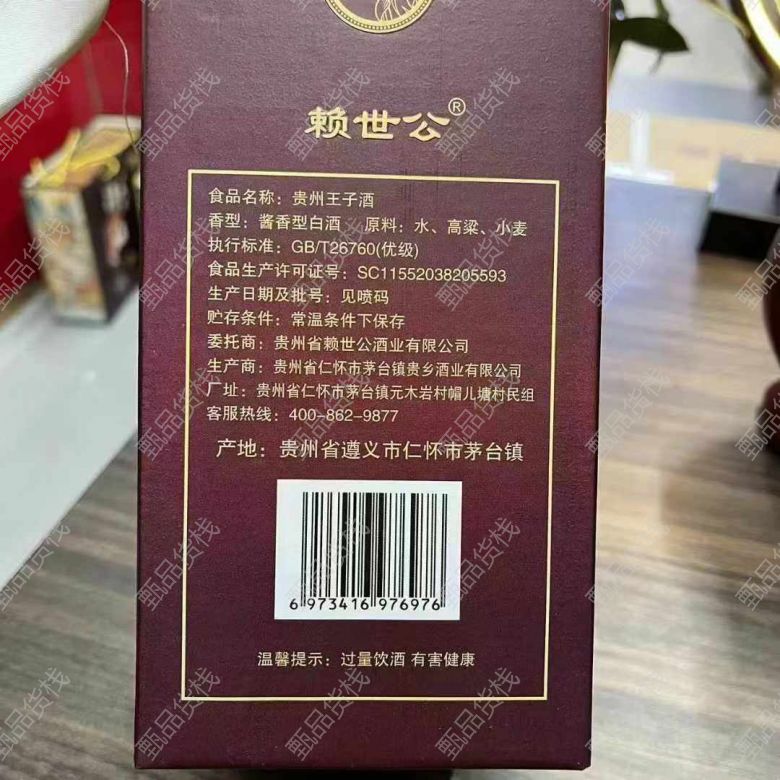 赖世公®
食品名称：贵州王子酒
香型：酱香型白酒 原料：水、高粱、小麦
执行标准：GB/T26760(优级)
食品生产许可证号：SC11552038205593
生产日期及批号：见喷码
贮存条件：常温条件下保存
委托商：贵州省赖世公酒业有限公司
生产商：贵州省仁怀市茅台镇贵乡酒业有限公司
厂址：贵州省仁怀市茅台镇元木岩村帽儿塘村民组
客服热线：400-862-9877
产地：贵州省遵义市仁怀市茅台镇
6 973416 976976
温馨提示：过量饮酒 有害健康
甄品货栈